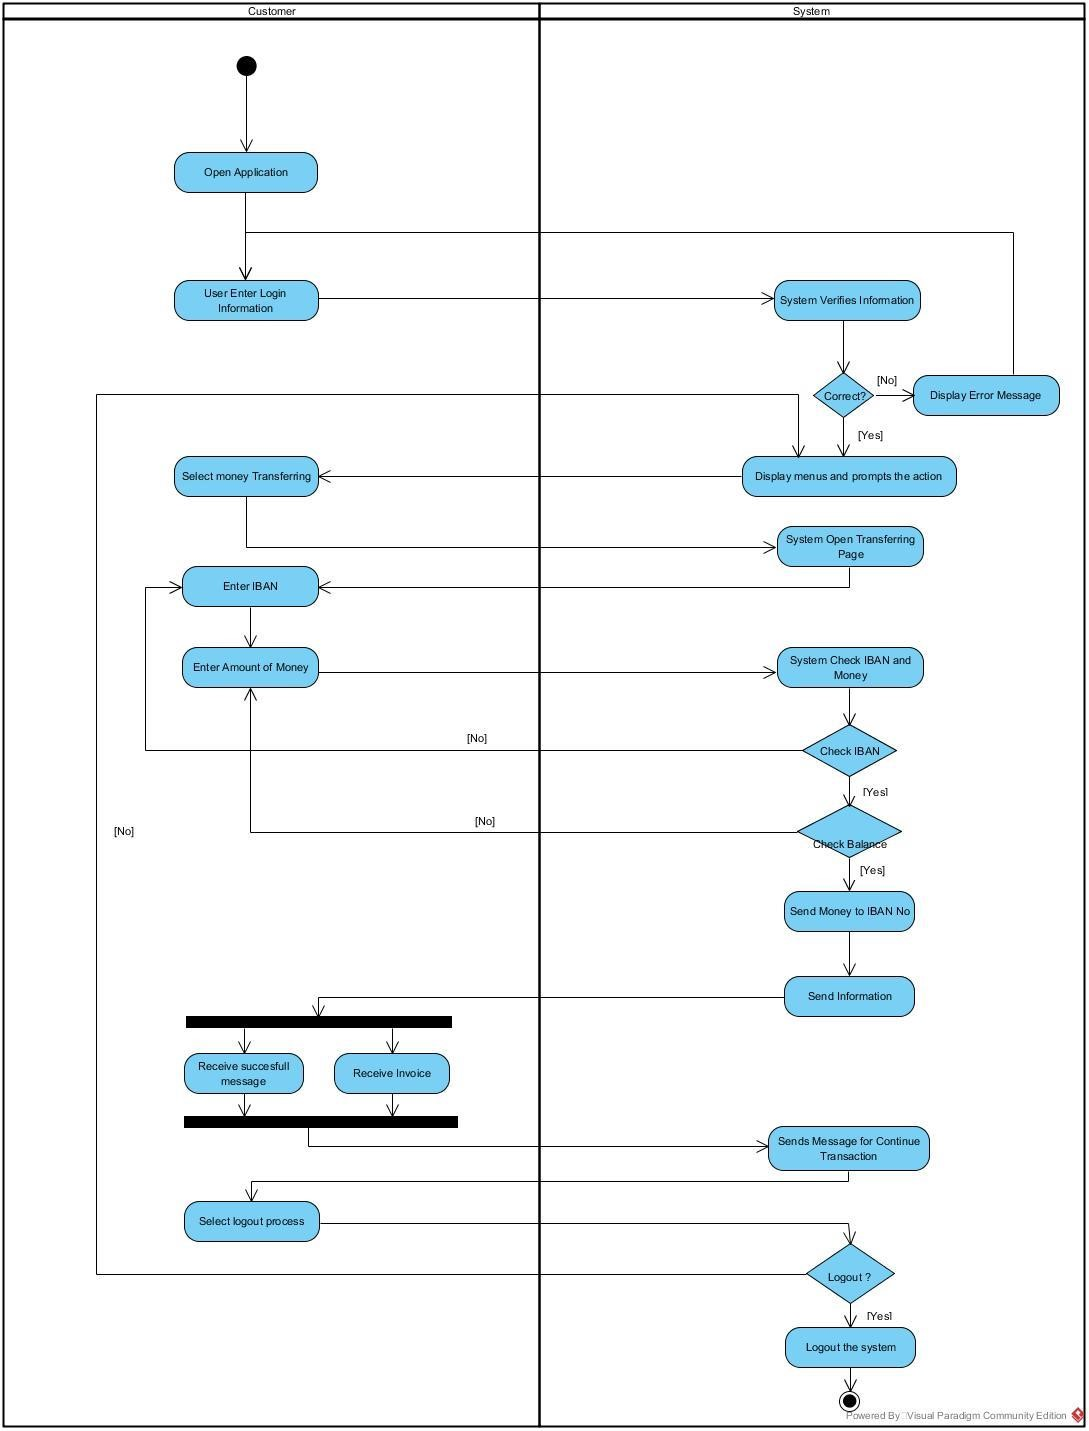 Customer
System
Open Application
User Enter Login
Information
System Verifies Information
Correct?
[No]
Display Error Message
[Yes]
Select money Transferring
Display menus and prompts the action
System Open Transferring
Page
Enter IBAN
Enter Amount of Money
System Check IBAN and
Money
[No]
Check IBAN
[Yes]
[No]
[No]
Check Balance
[Yes]
Send Money to IBAN No
Send Information
Receive succesfull
message
Receive Invoice
Sends Message for Continue
Transaction
Select logout process
Logout ?
[Yes]
Logout the system
Powered By Visual Paradigm Community Edition